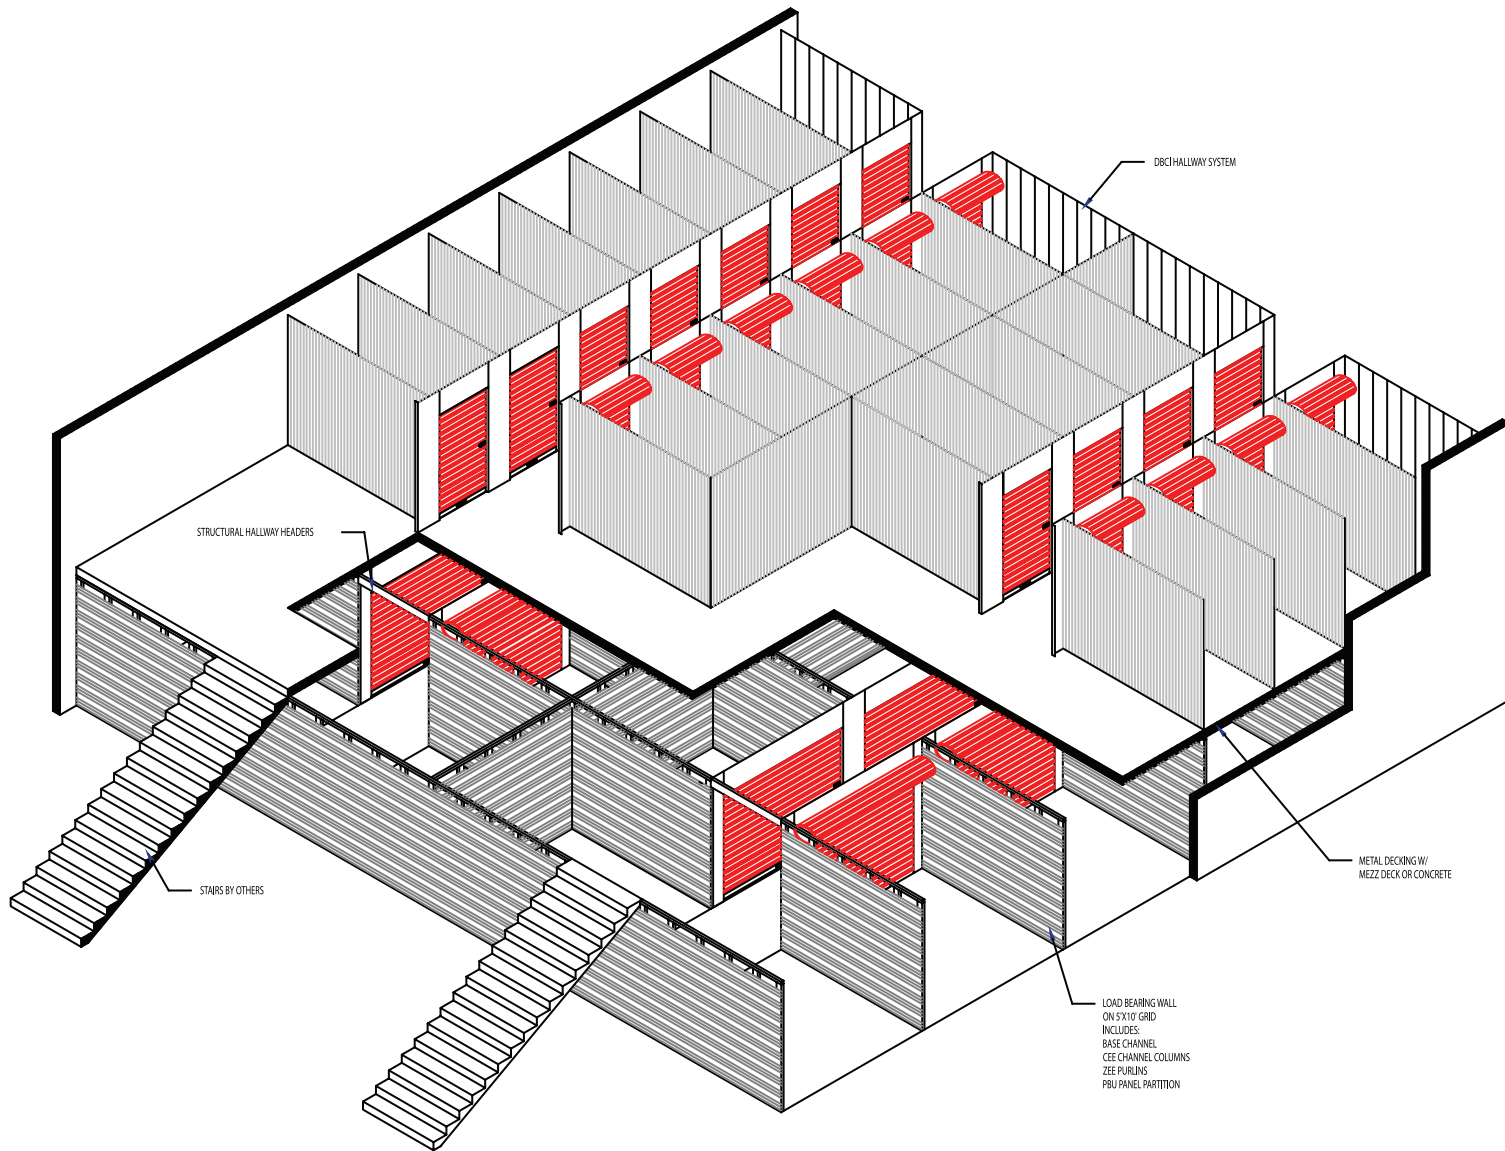 DBCI HALLWAY SYSTEM
STRUCTURAL HALLWAY HEADERS
METAL DECKING W/
MEZZ DECK OR CONCRETE
STAIRS BY OTHERS
LOAD BEARING WALL
ON 5'X10' GRID
INCLUDES:
BASE CHANNEL
CEE CHANNEL COLUMNS
ZEE PURLINS
PBU PANEL PARTITION